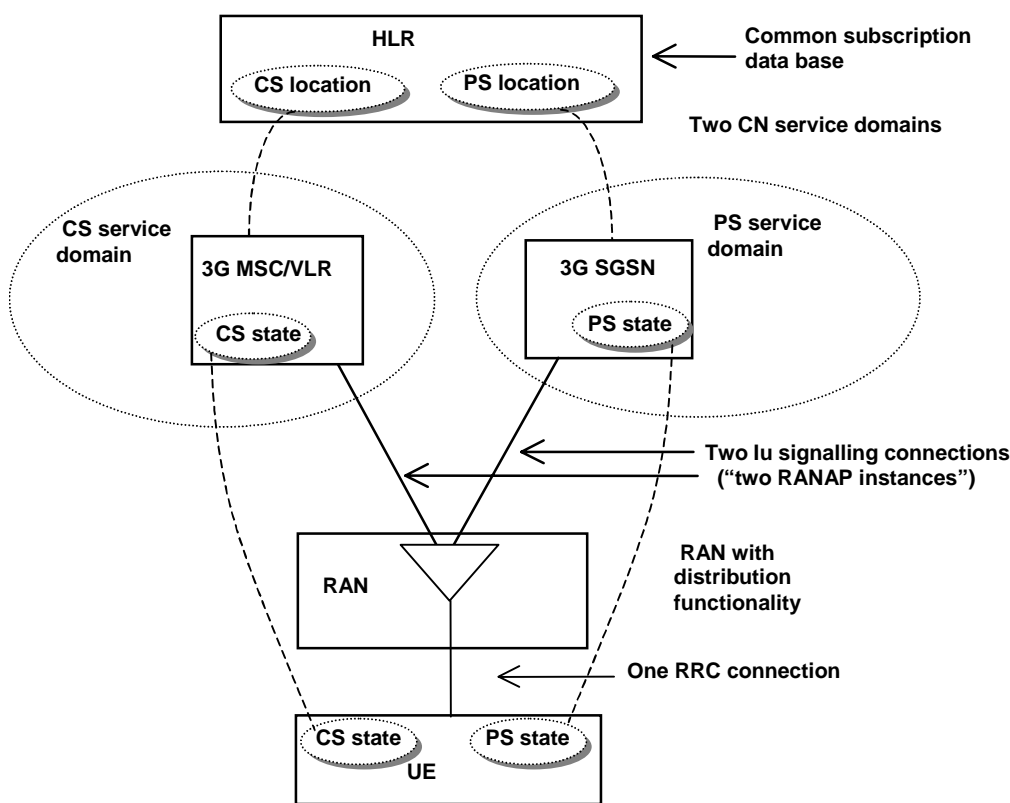 HLR
Common subscription
data base
CS location
PS location
Two CN service domains
CS service
domain
PS service
domain
3G MSC/VLR
3G SGSN
CS state
PS state
Two Iu signalling connections
(“two RANAP instances”)
RAN
RAN with
distribution
functionality
One RRC connection
CS state
PS state
UE